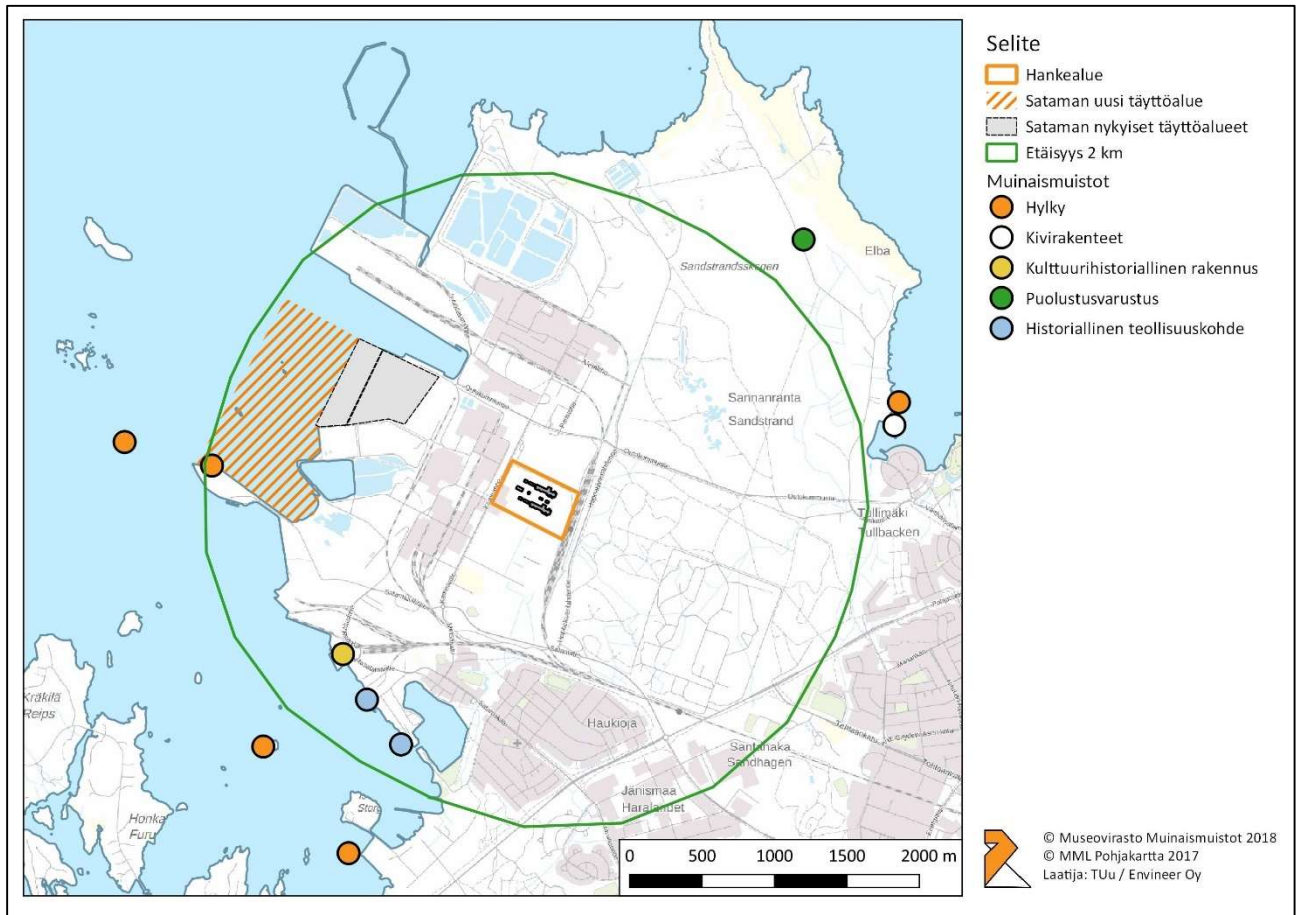 Selite
Hankealue
Sataman uusi täyttöalue
Sataman nykyiset täyttöalueet
Etäisyys 2 km
Muinaismuistot
Hylky
Kivirakenteet
Kulttuurihistoriallinen rakennus
Puolustusvarustus
Historiallinen teollisuuskohde
Elba
Sandstrandsskogen
Sannanranta
Sandstrand
Tullimäki
Tullbacken
Kråkilä
Reips
Haukioja
Santahaka
Sandhagen
Honka
Furu
Jänismaa
Haralandet
0 500 1000 1500 2000 m
© Museovirasto Muinaismuistot 2018
© MML Pohjakartta 2017
Laatija: TUu / Envineer Oy